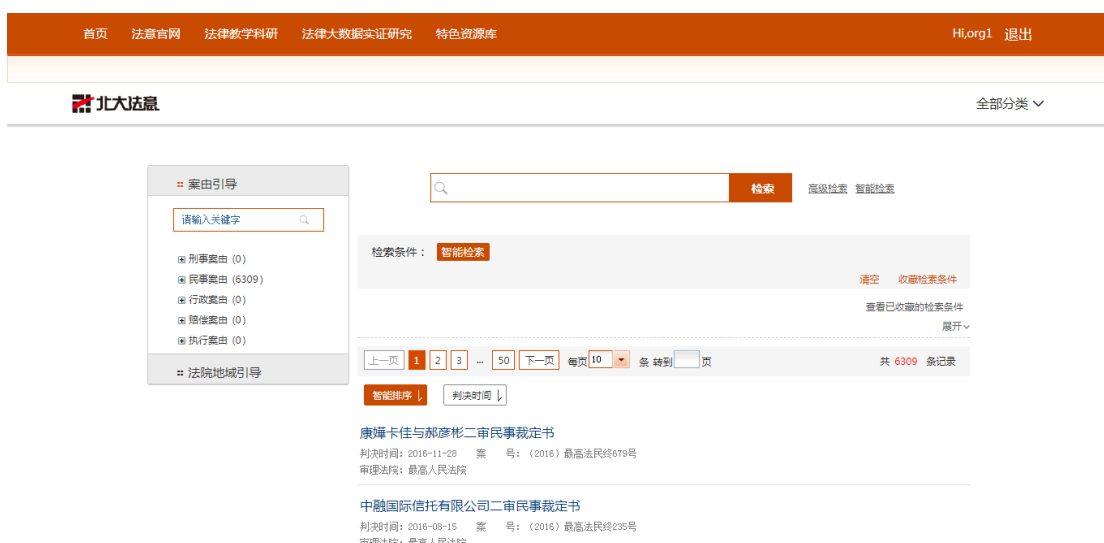 首页 法意官网 法律教学科研 法律大数据实证研究 特色资源库 Hi,org1 退出
北大法意 全部分类
案由引导
请输入关键字
刑事案由 (0)
民事案由 (6309)
行政案由 (0)
赔偿案由 (0)
执行案由 (0)
法院地域引导
检索 高级检索 智能检索
检索条件： 智能检索
清空 收藏检索条件
查看已收藏的检索条件
展开
上一页 1 2 3 ... 50 下一页 每页 10 条 转到 页 共 6309 条记录
智能排序 判决时间
康婵卡佳与郝彦彬二审民事裁定书
判决时间：2016-11-28 案 号：（2016）最高法民终679号
审理法院：最高人民法院
中融国际信托有限公司二审民事裁定书
判决时间：2016-08-15 案 号：（2016）最高法民终235号
审理法院：最高人民法院